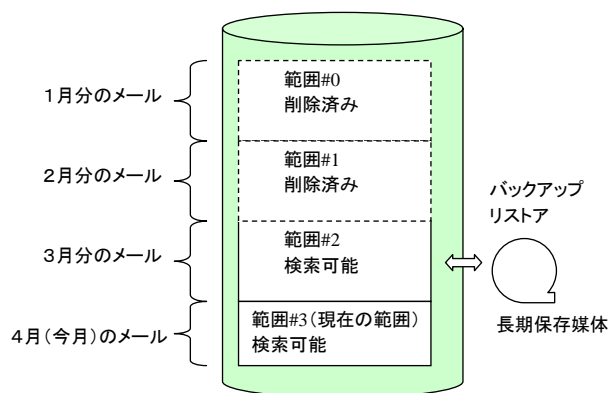 1月分のメール
範囲#0
削除済み
2月分のメール
範囲#1
削除済み
3月分のメール
範囲#2
検索可能
4月(今月)のメール
範囲#3(現在の範囲)
検索可能
バックアップ
リストア
長期保存媒体